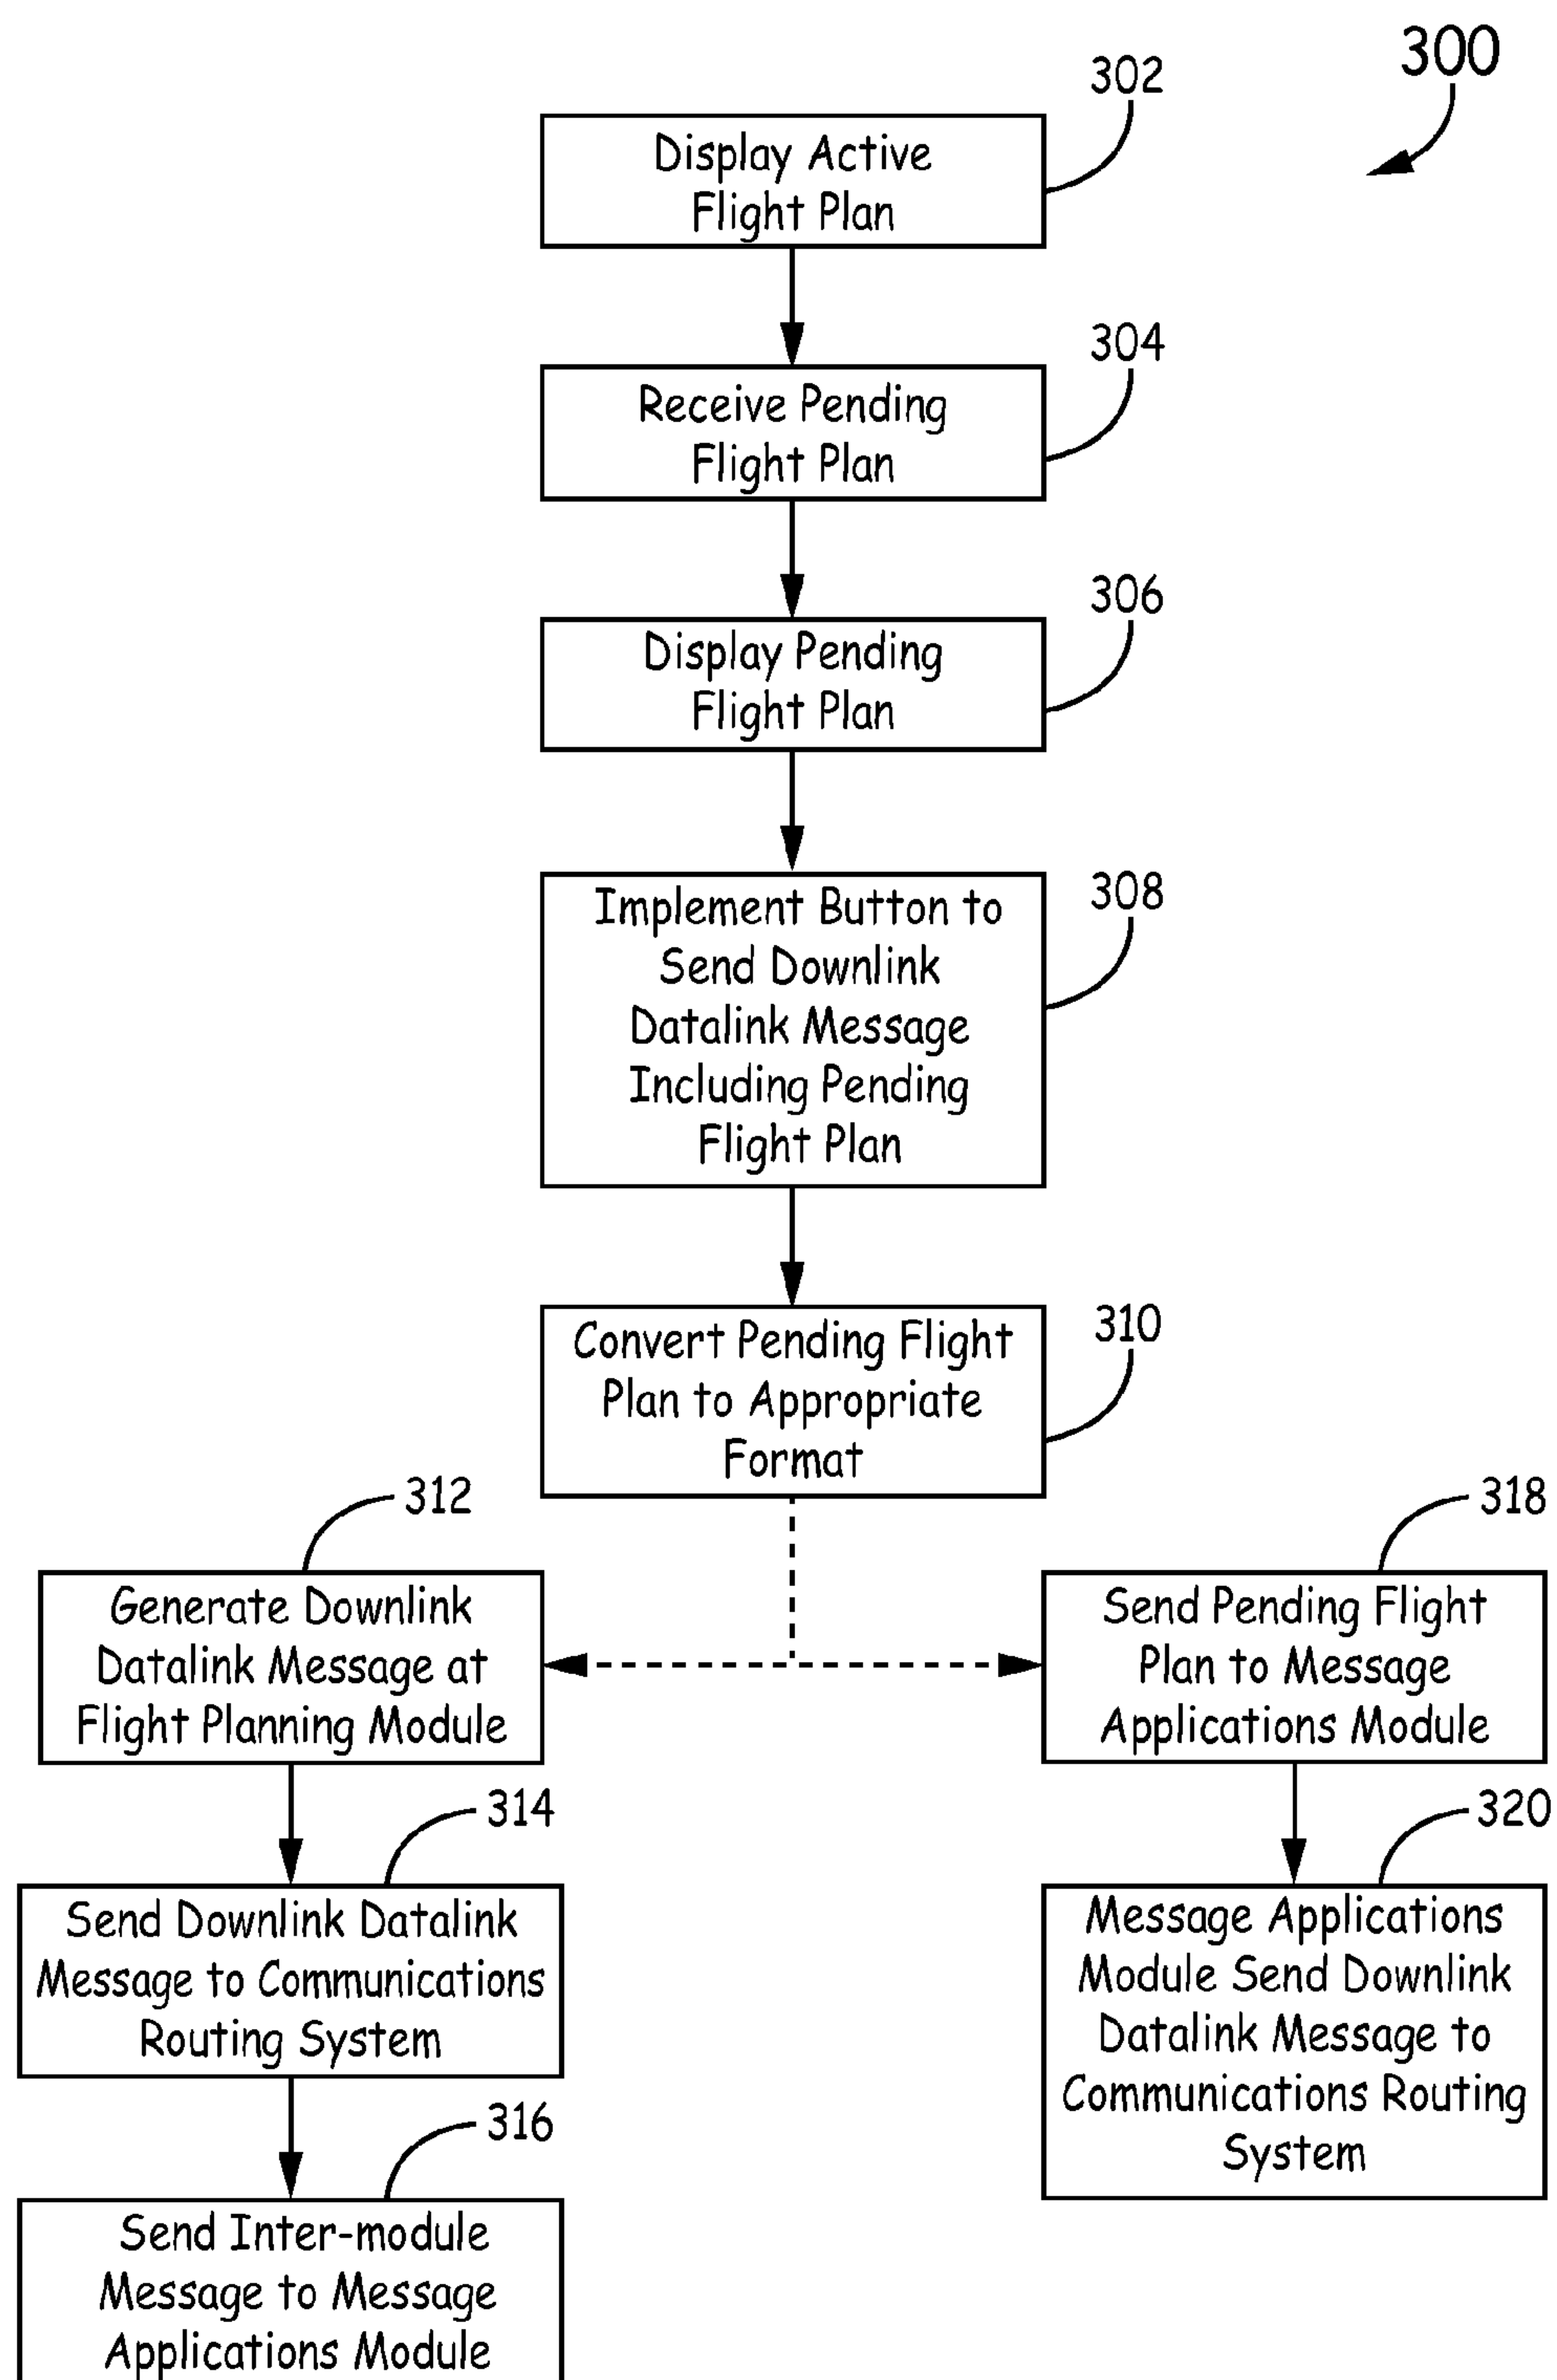 300
302
Display Active
Flight Plan
304
Receive Pending
Flight Plan
306
Display Pending
Flight Plan
308
Implement Button to
Send Downlink
Datalink Message
Including Pending
Flight Plan
310
Convert Pending Flight
Plan to Appropriate
Format
312
Generate Downlink
Datalink Message at
Flight Planning Module
314
Send Downlink Datalink
Message to Communications
Routing System
316
Send Inter-module
Message to Message
Applications Module
318
Send Pending Flight
Plan to Message
Applications Module
320
Message Applications
Module Send Downlink
Datalink Message to
Communications Routing
System